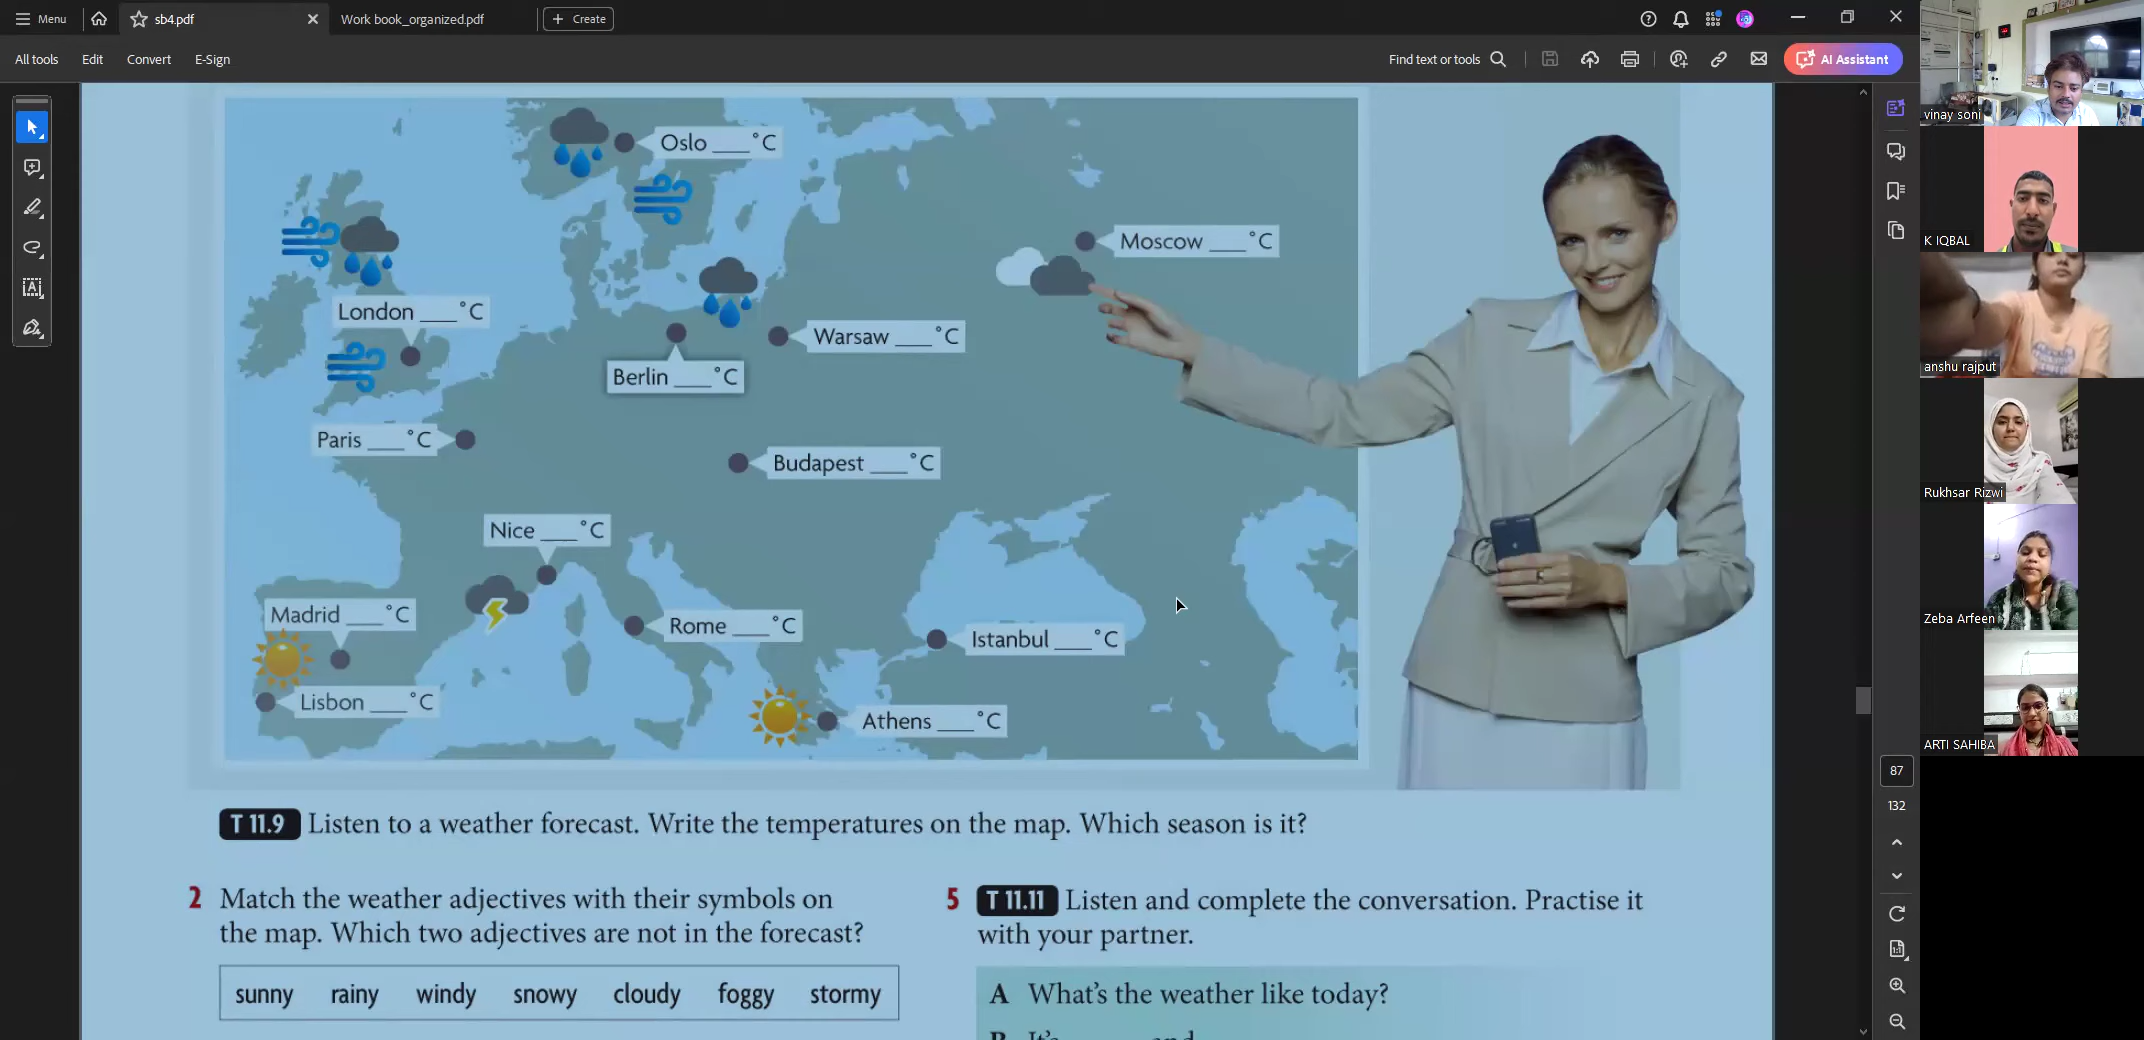 Menu
sb4.pdf
Work book_organized.pdf
Create
All tools
Edit
Convert
E-Sign
Find text or tools
AI Assistant
Oslo ___ °C
Moscow ___ °C
London ___ °C
Warsaw ___ °C
Berlin ___ °C
Paris ___ °C
Budapest ___ °C
Nice ___ °C
Madrid ___ °C
Rome ___ °C
Istanbul ___ °C
Lisbon ___ °C
Athens ___ °C
T 11.9 Listen to a weather forecast. Write the temperatures on the map. Which season is it?
2 Match the weather adjectives with their symbols on
the map. Which two adjectives are not in the forecast?
sunny rainy windy snowy cloudy foggy stormy
5 T 11.11 Listen and complete the conversation. Practise it
with your partner.
A What's the weather like today?
B It's ___ and
87
132
vinay soni
K IQBAL
anshu rajput
Rukhsar Rizwi
Zeba Arfeen
ARTI SAHIBA